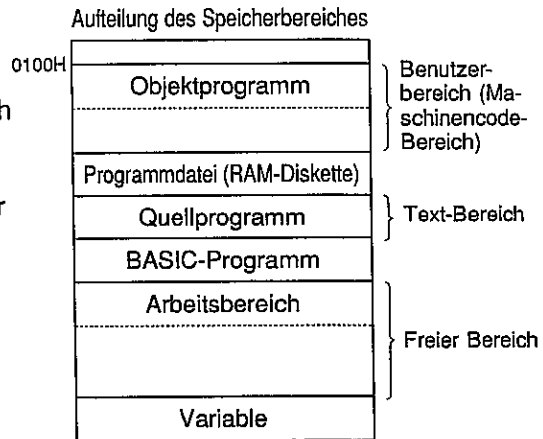 Aufteilung des Speicherbereiches
0100H
Objektprogramm
Benutzer-
bereich (Ma-
schinencode-
Bereich)
h
Programmdatei (RAM-Diskette)
r
Quellprogramm
Text-Bereich
BASIC-Programm
Arbeitsbereich
Freier Bereich
Variable